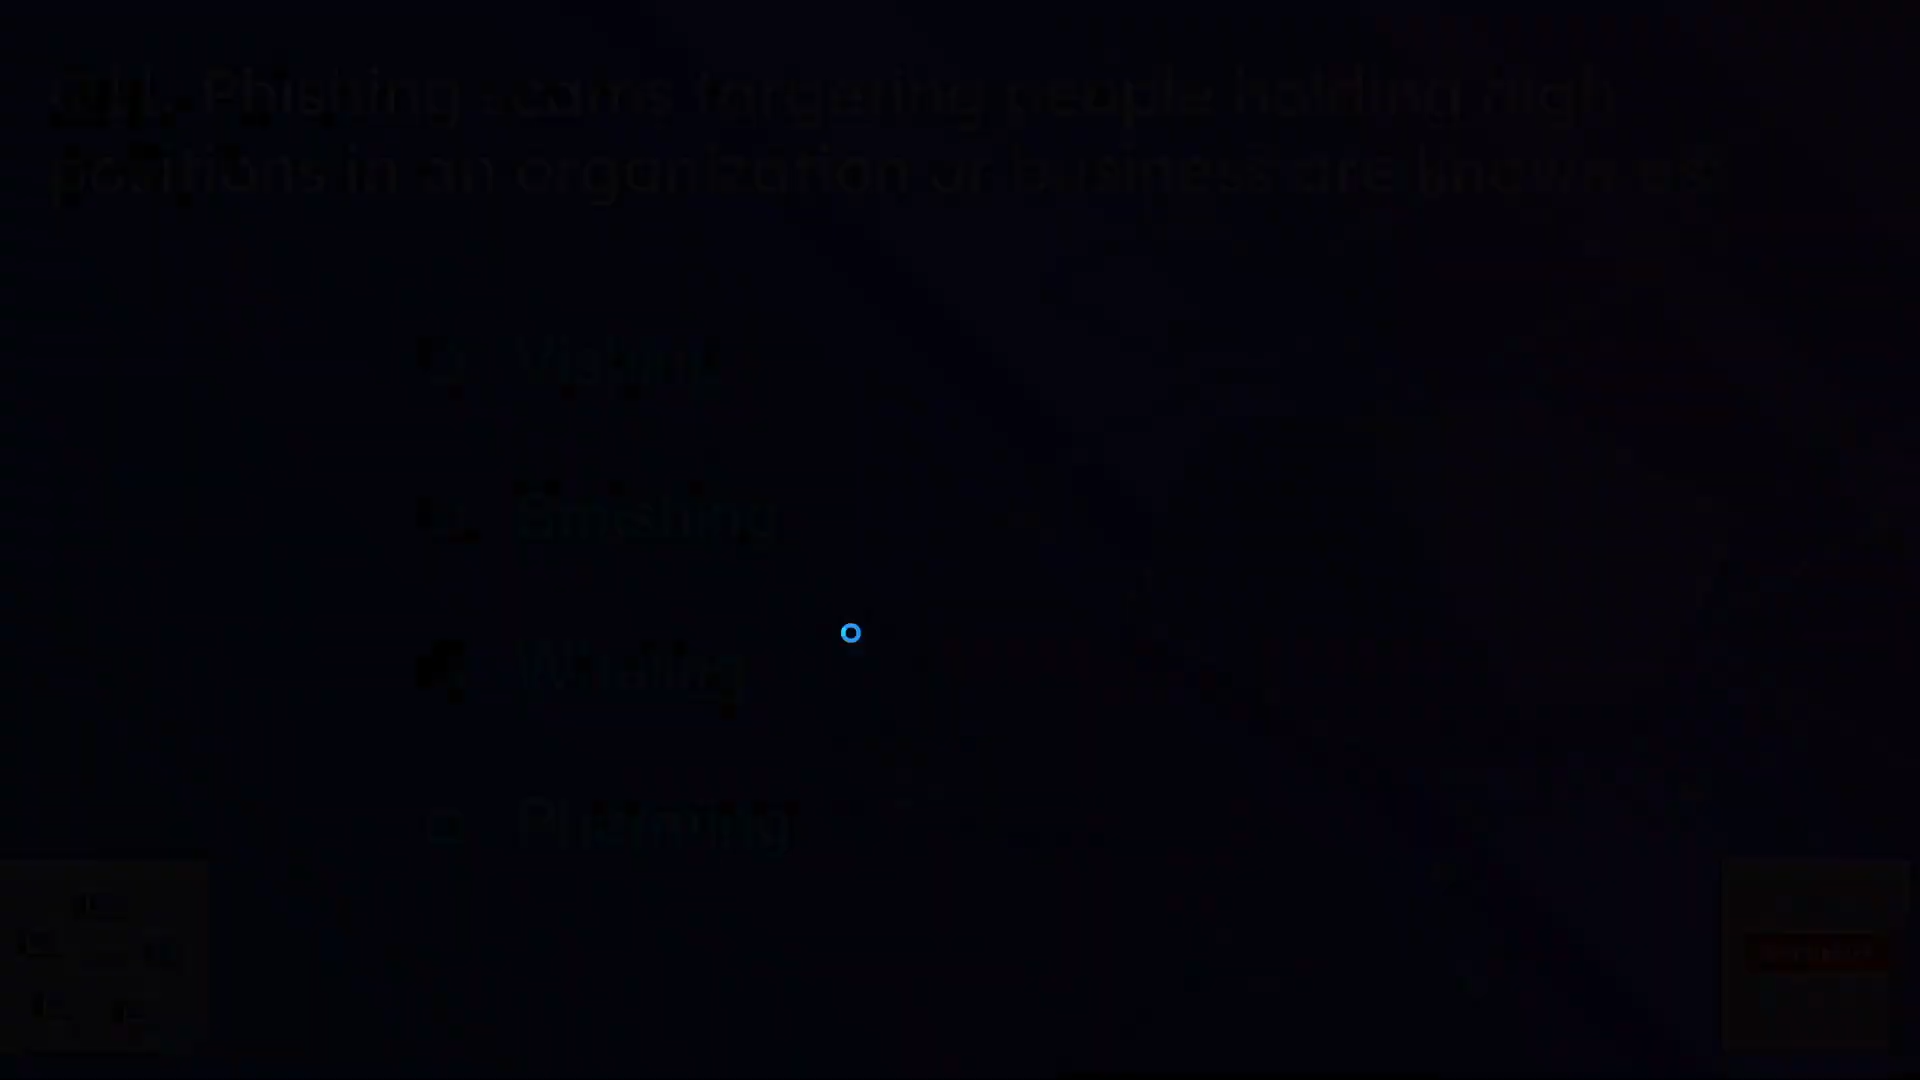 Phishing scams targeting people holding high
positions in an organization or business are known as
Vishing
Smishing
Whaling
Pharming